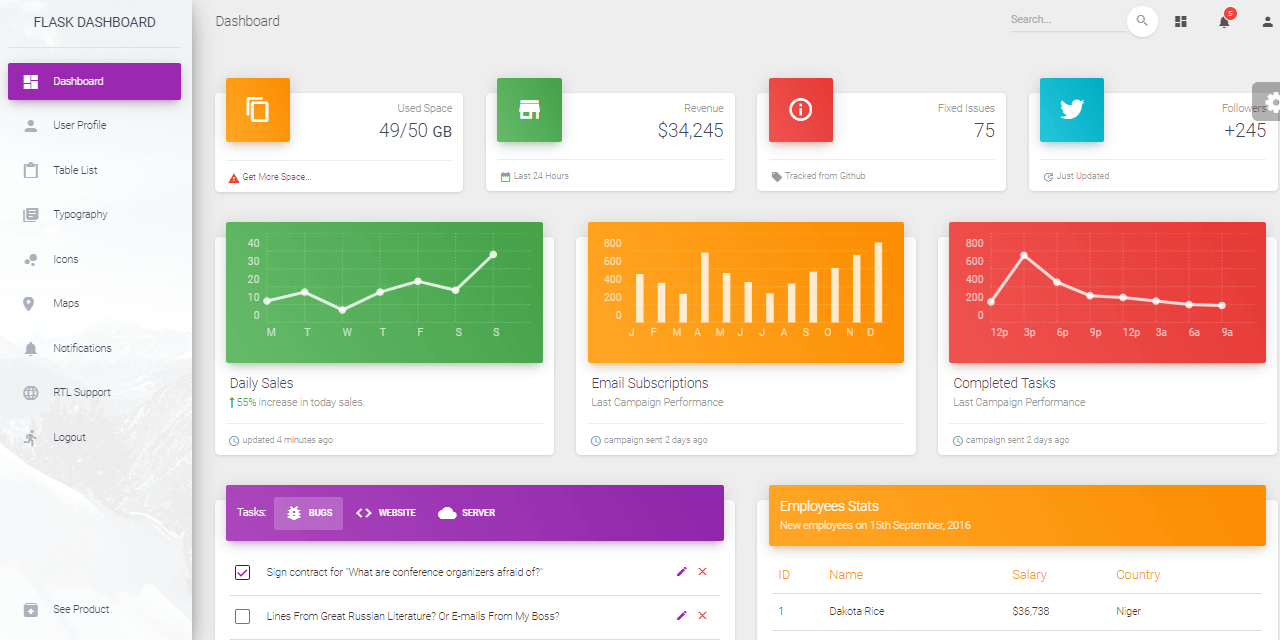 FLASK DASHBOARD
Dashboard
User Profile
Table List
Typography
Icons
Maps
Notifications
RTL Support
Logout
See Product
Dashboard
Search...
5
Used Space
49/50 GB
Get More Space...
Revenue
$34,245
Last 24 Hours
Fixed Issues
75
Tracked from Github
Followers
+245
Just Updated
40
30
20
10
0
M T W T F S S
Daily Sales
55% increase in today sales.
updated 4 minutes ago
800
600
400
200
0
J F M A M J J A S O N D
Email Subscriptions
Last Campaign Performance
campaign sent 2 days ago
800
600
400
200
0
12p 3p 6p 9p 12p 3a 6a 9a
Completed Tasks
Last Campaign Performance
campaign sent 2 days ago
Tasks: BUGS WEBSITE SERVER
Sign contract for "What are conference organizers afraid of?"
Lines From Great Russian Literature? Or E-mails From My Boss?
Employees Stats
New employees on 15th September, 2016
ID Name Salary Country
1 Dakota Rice $36,738 Niger